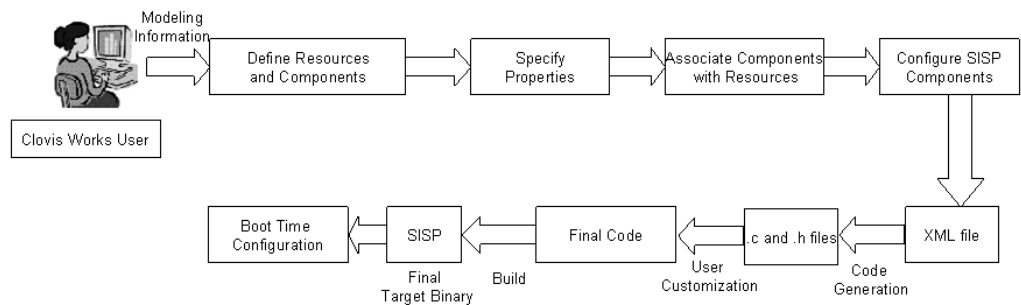 Modeling
Information
Define Resources
and Components
Specify
Properties
Associate Components
with Resources
Configure SISP
Components
Clovis Works User
Boot Time
Configuration
SISP
Final Code
.c and .h files
XML file
Final
Target Binary
Build
User
Customization
Code
Generation